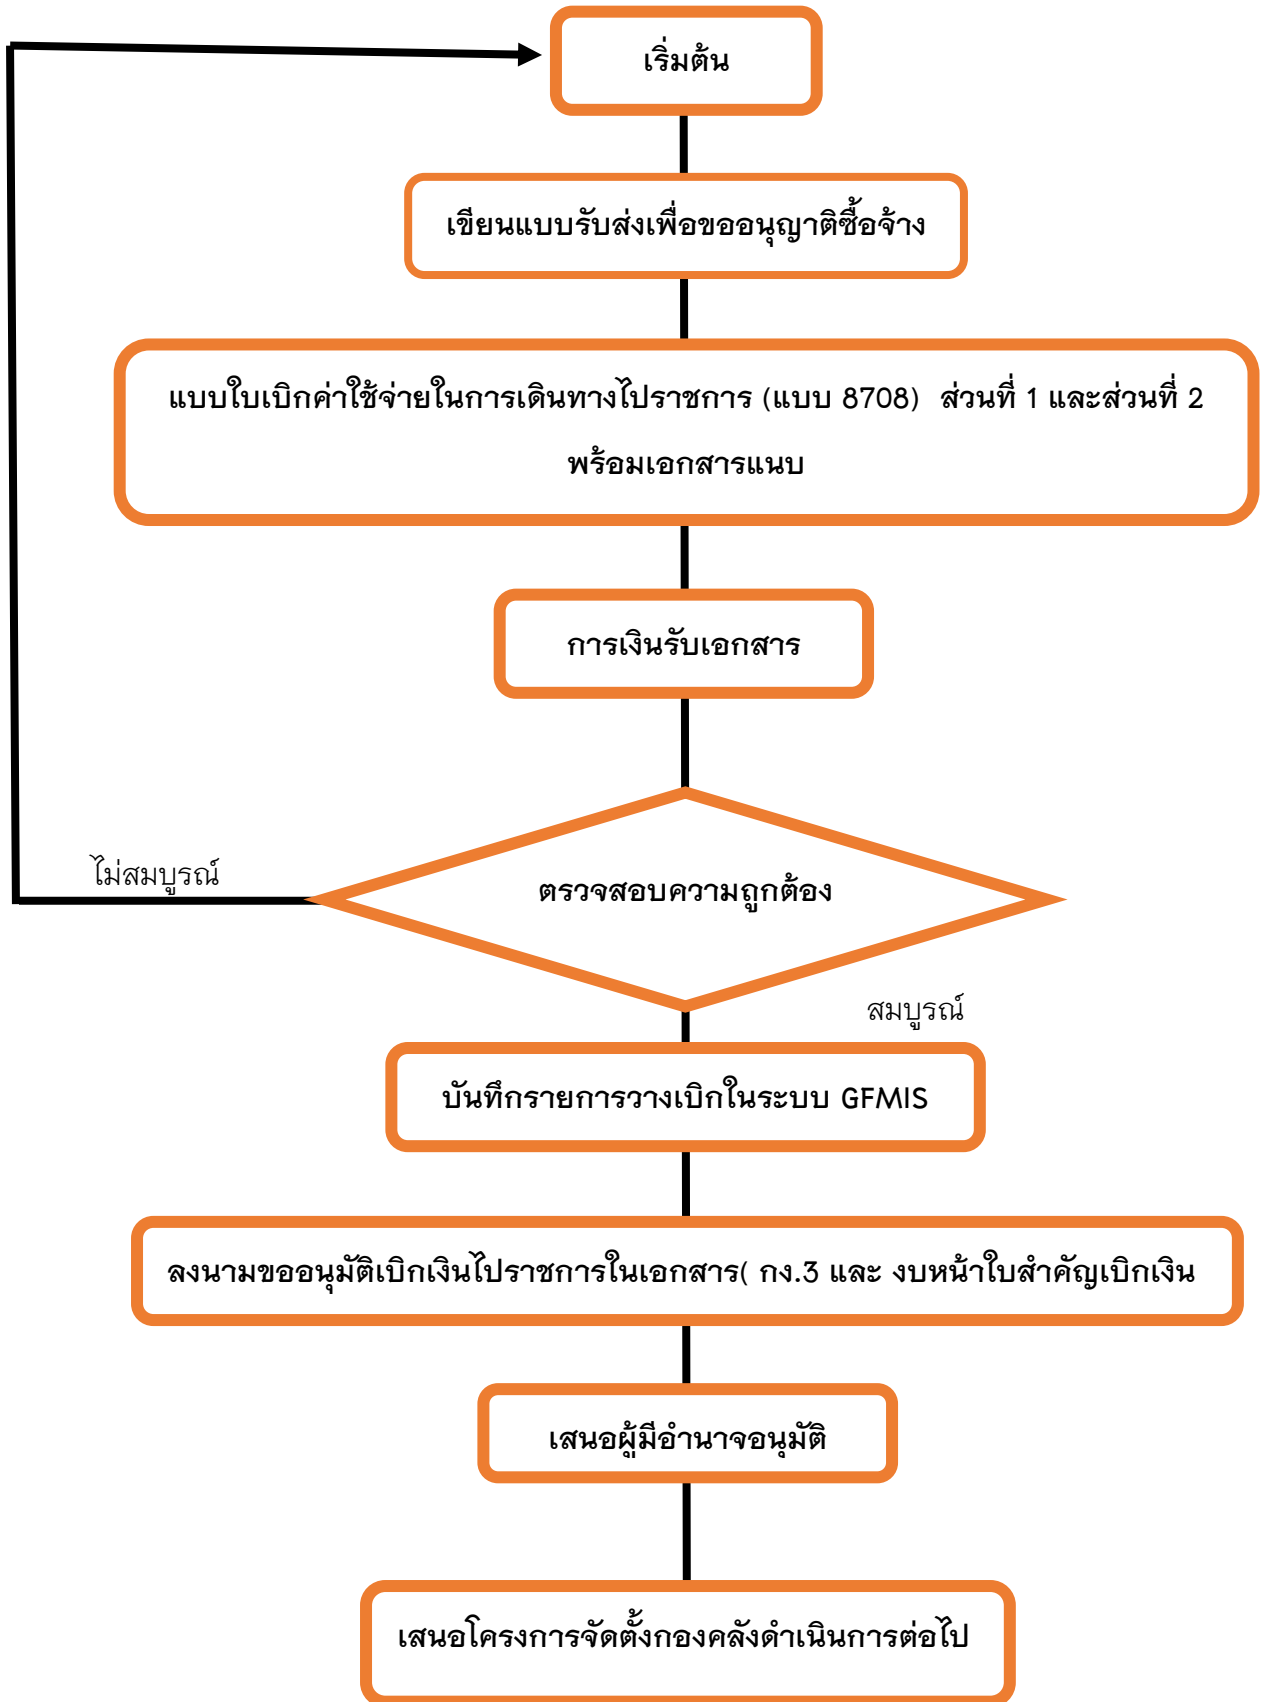 เริ่มต้น
เขียนแบบรับส่งเพื่อขออนุญาติซื้อจ้าง
แบบใบเบิกค่าใช้จ่ายในการเดินทางไปราชการ (แบบ 8708) ส่วนที่ 1 และส่วนที่ 2
พร้อมเอกสารแนบ
การเงินรับเอกสาร
ไม่สมบูรณ์
ตรวจสอบความถูกต้อง
สมบูรณ์
บันทึกรายการวางเบิกในระบบ GFMIS
ลงนามขออนุมัติเบิกเงินไปราชการในเอกสาร( กง.3 และ งบหน้าใบสำคัญเบิกเงิน
เสนอผู้มีอำนาจอนุมัติ
เสนอโครงการจัดตั้งกองคลังดำเนินการต่อไป